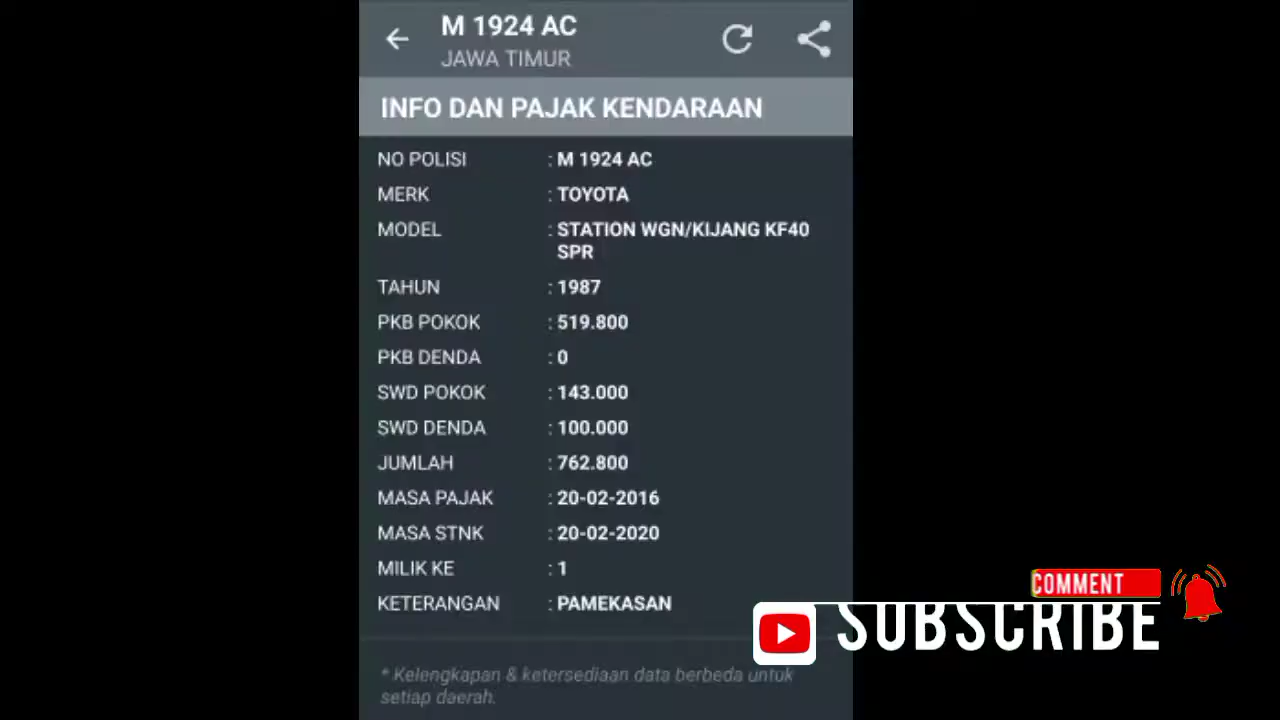 M 1924 AC
JAWA TIMUR
INFO DAN PAJAK KENDARAAN
NO POLISI : M 1924 AC
MERK : TOYOTA
MODEL : STATION WGN/KIJANG KF40
SPR
TAHUN : 1987
PKB POKOK : 519.800
PKB DENDA : 0
SWD POKOK : 143.000
SWD DENDA : 100.000
JUMLAH : 762.800
MASA PAJAK : 20-02-2016
MASA STNK : 20-02-2020
MILIK KE : 1
KETERANGAN : PAMEKASAN
COMMENT
SUBSCRIBE
* Kelengkapan & ketersediaan data berbeda untuk
setiap daerah.